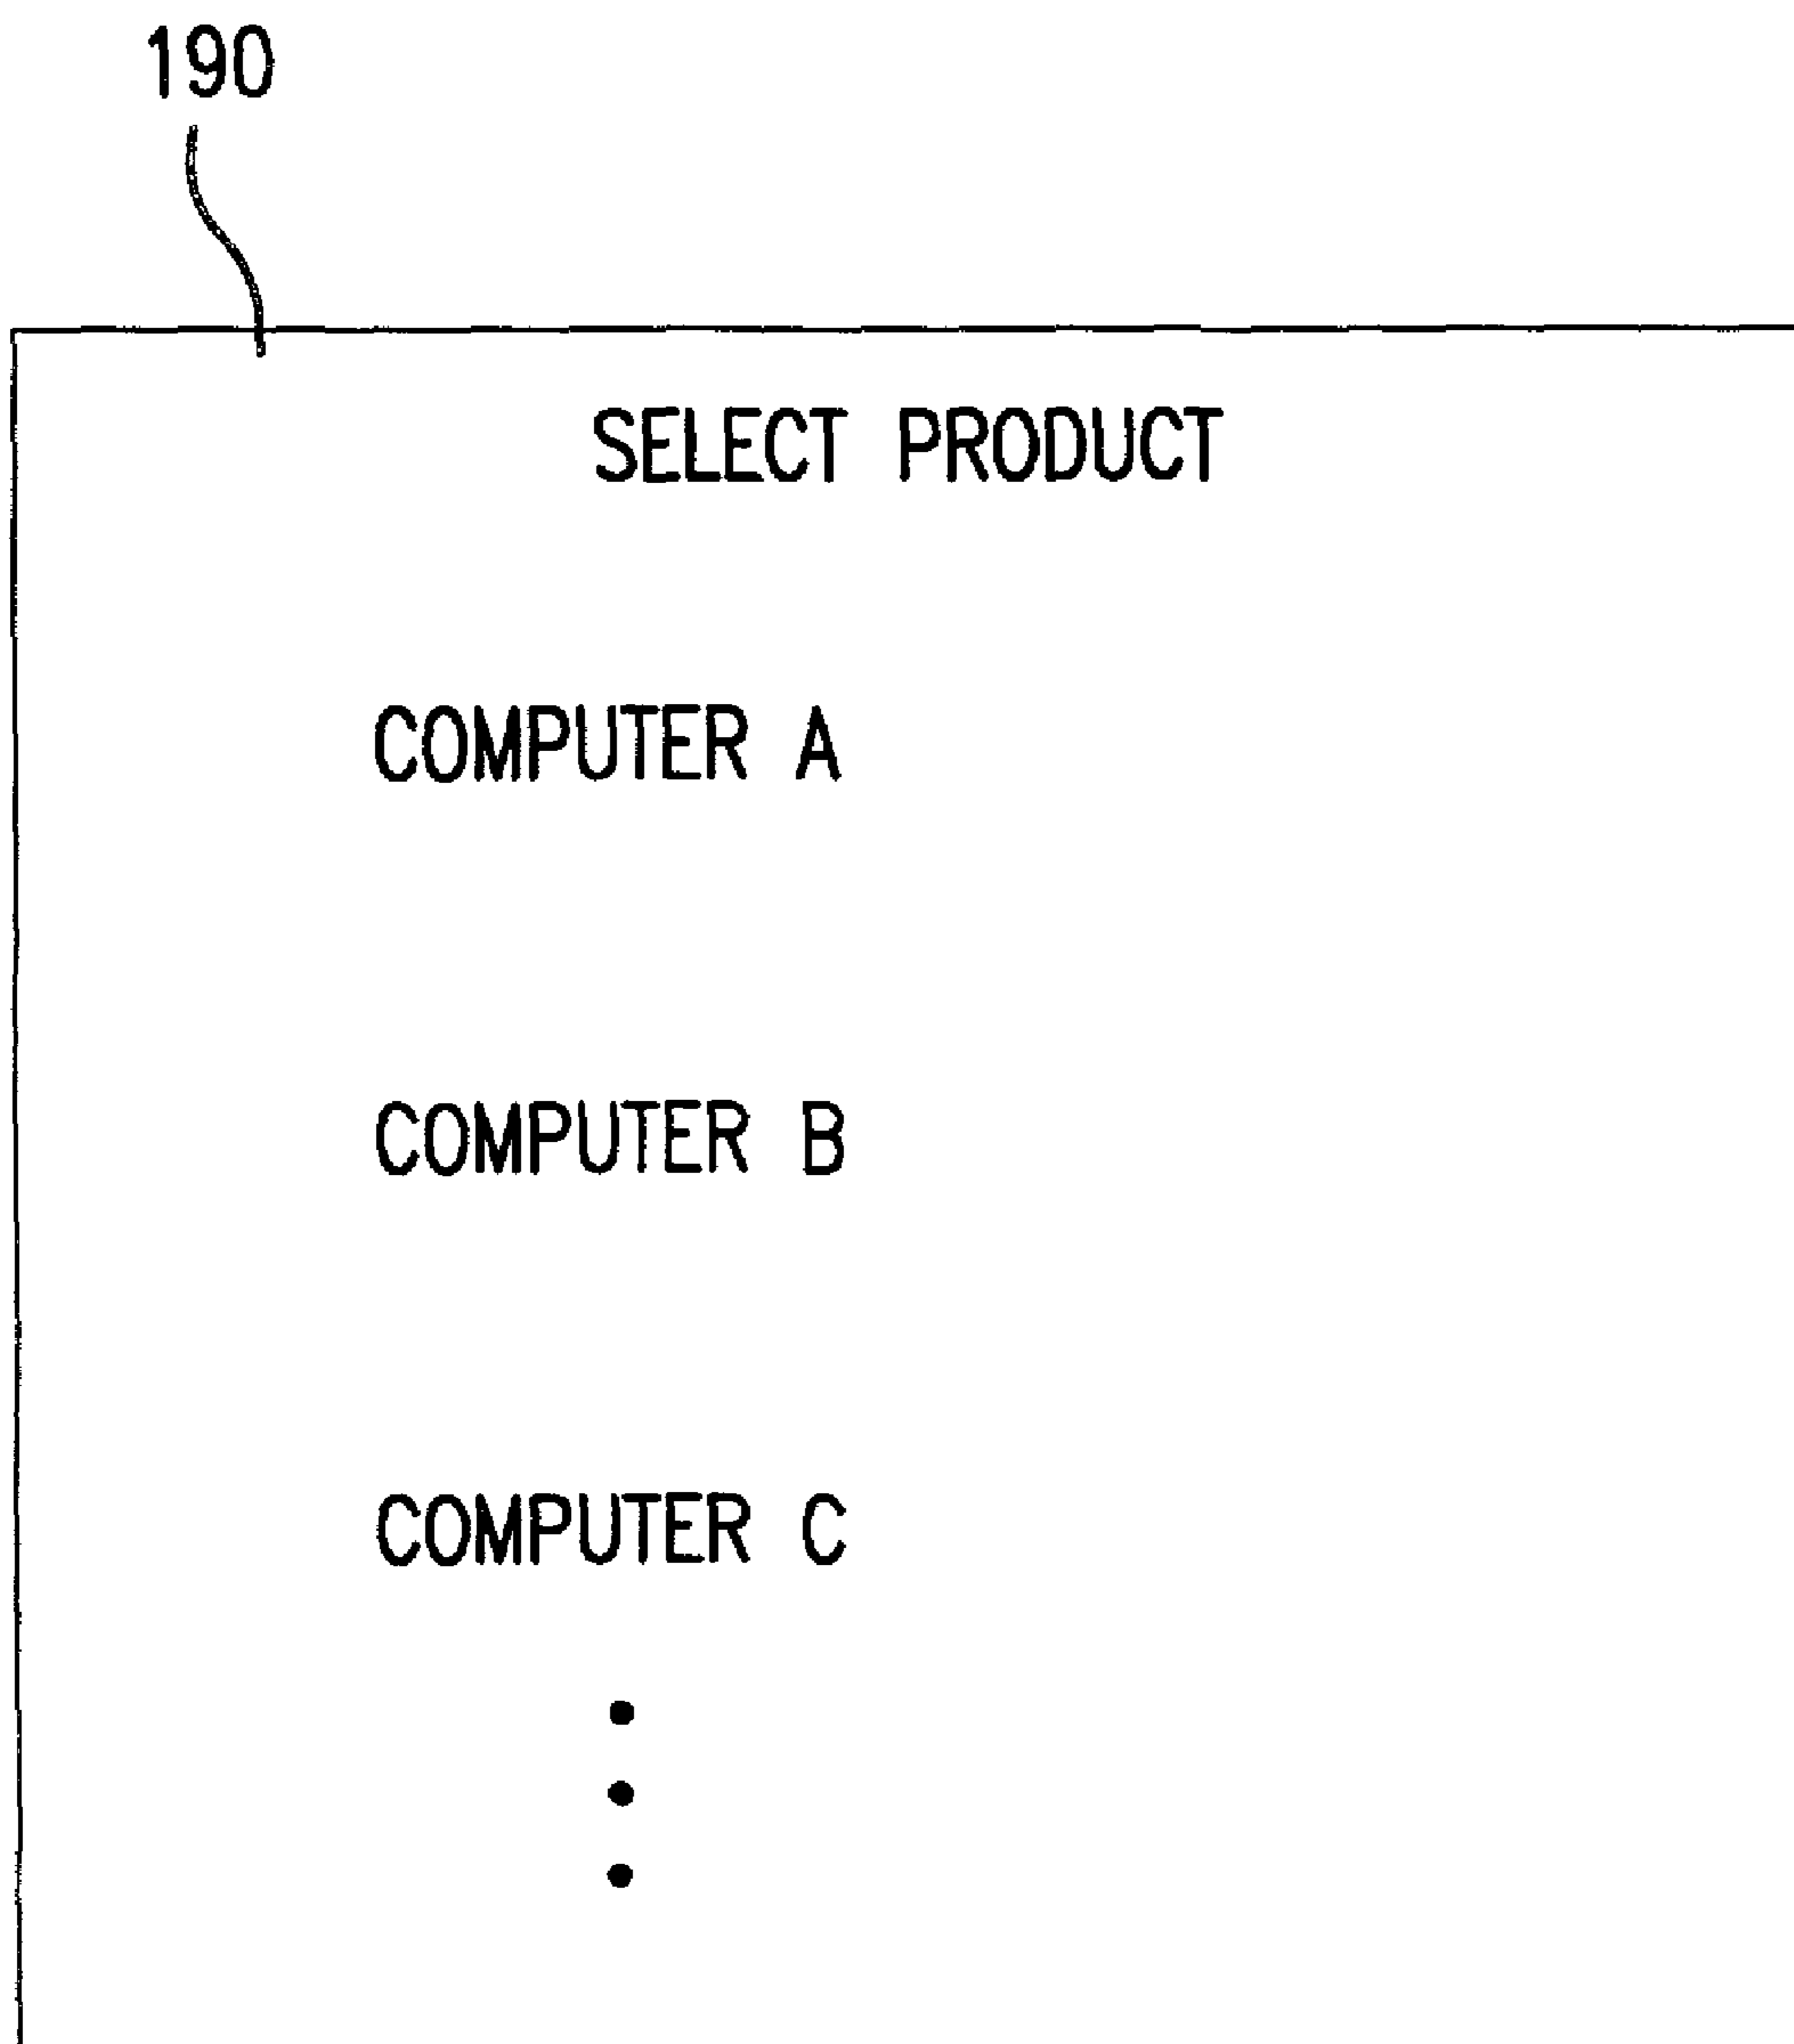 190
SELECT PRODUCT
COMPUTER A
COMPUTER B
COMPUTER C